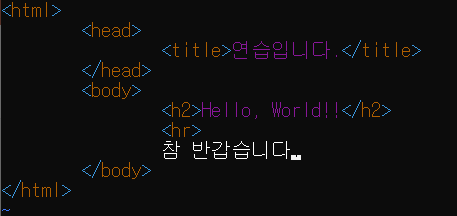 <html>
<head>
<title>연습입니다.</title>
</head>
<body>
<h2>Hello, World!!</h2>
<hr>
참 반갑습니다.
</body>
</html>
~